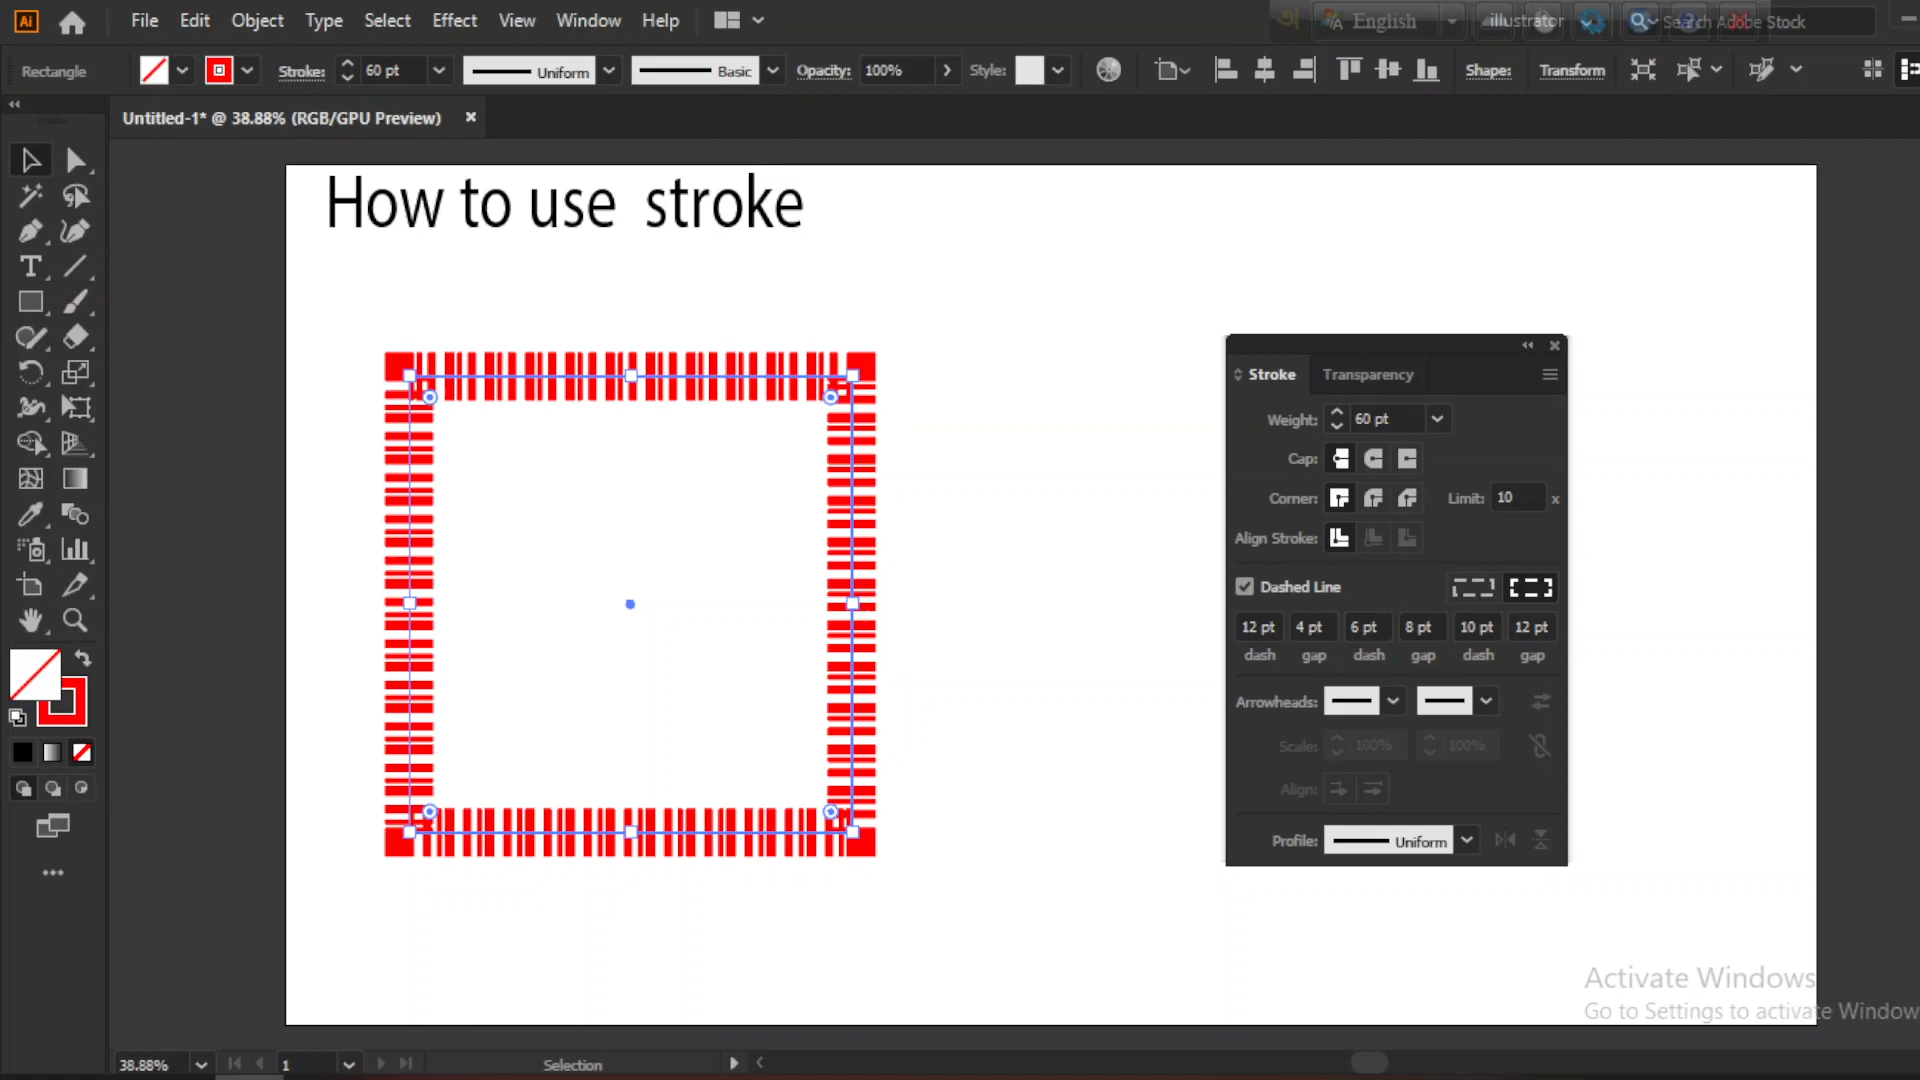 Ai File Edit Object Type Select Effect View Window Help English illustrator Search Adobe Stock
Rectangle Stroke: 60 pt Uniform Basic Opacity: 100% Style: Shape: Transform
Untitled-1* @ 38.88% (RGB/GPU Preview)
How to use stroke
Stroke Transparency
Weight: 60 pt
Cap:
Corner: Limit: 10 x
Align Stroke:
Dashed Line
12 pt 4 pt 6 pt 8 pt 10 pt 12 pt
dash gap dash gap dash gap
Arrowheads:
Scale: 100% 100%
Align:
Profile: Uniform
Activate Windows
Go to Settings to activate Window
38.88% 1 Selection